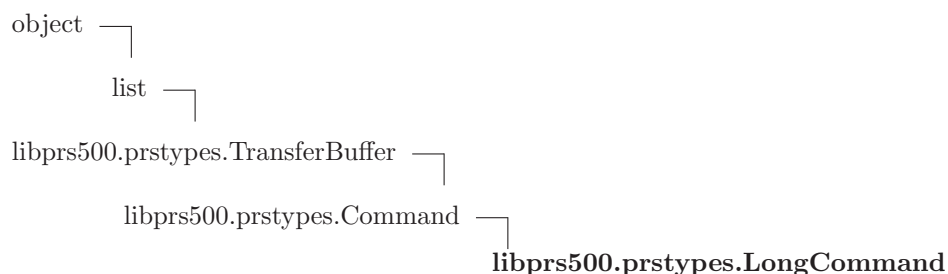 object
list
libprs500.prstypes.TransferBuffer
libprs500.prstypes.Command
libprs500.prstypes.LongCommand